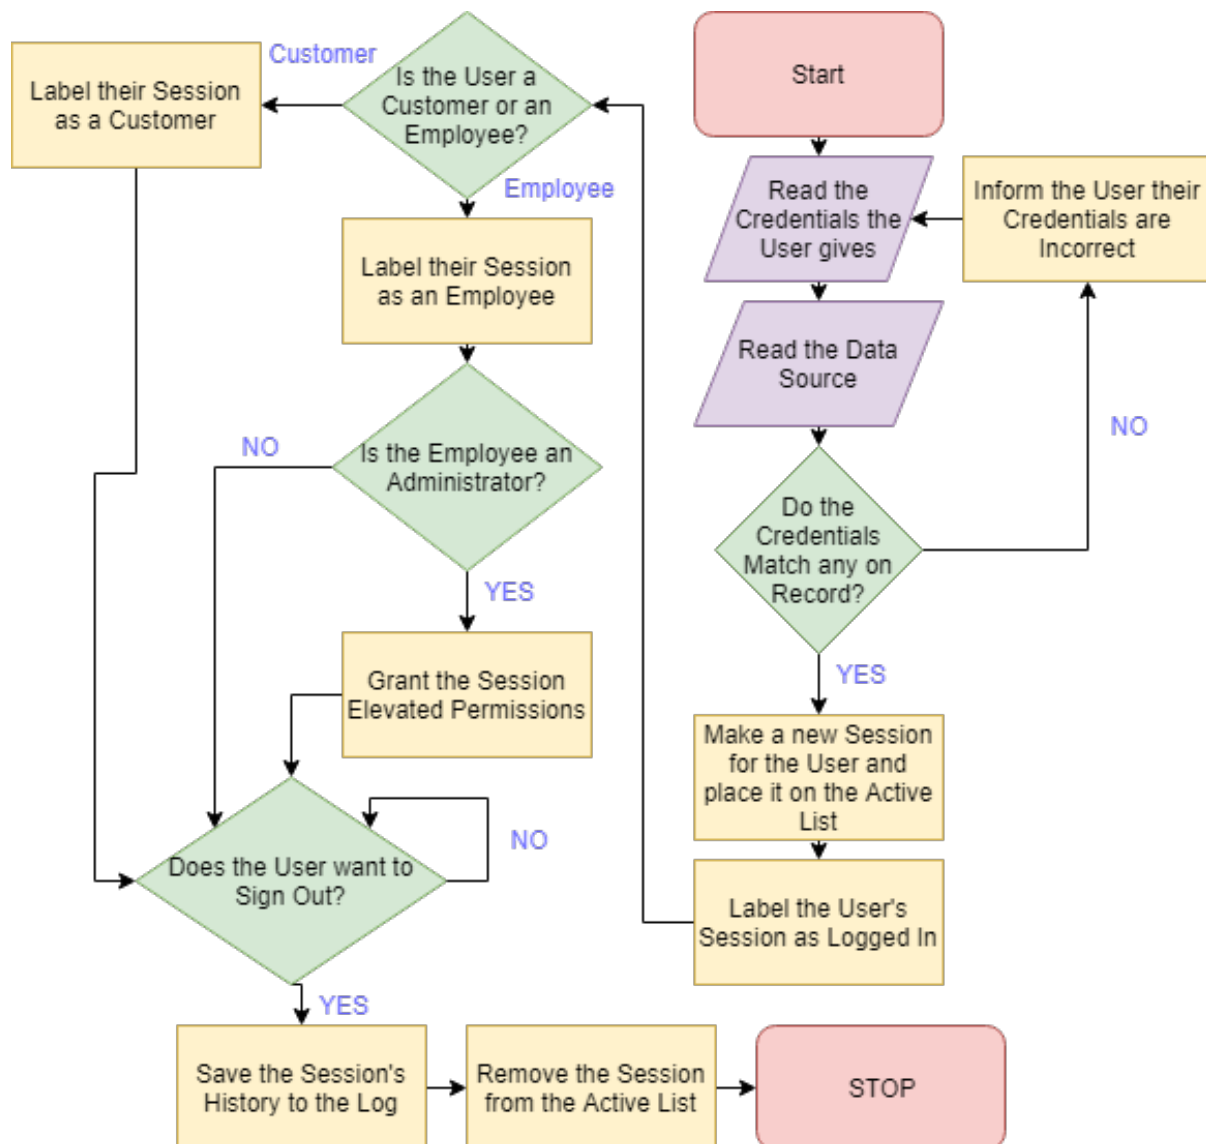 Start
Read the
Credentials the
User gives
Inform the User their
Credentials are
Incorrect
Read the Data
Source
NO
Do the
Credentials
Match any on
Record?
YES
Make a new Session
for the User and
place it on the Active
List
Label the User's
Session as Logged In
Is the User a
Customer or an
Employee?
Customer
Label their Session
as a Customer
Employee
Label their Session
as an Employee
Is the Employee an
Administrator?
NO
YES
Grant the Session
Elevated Permissions
Does the User want to
Sign Out?
NO
YES
Save the Session's
History to the Log
Remove the Session
from the Active List
STOP